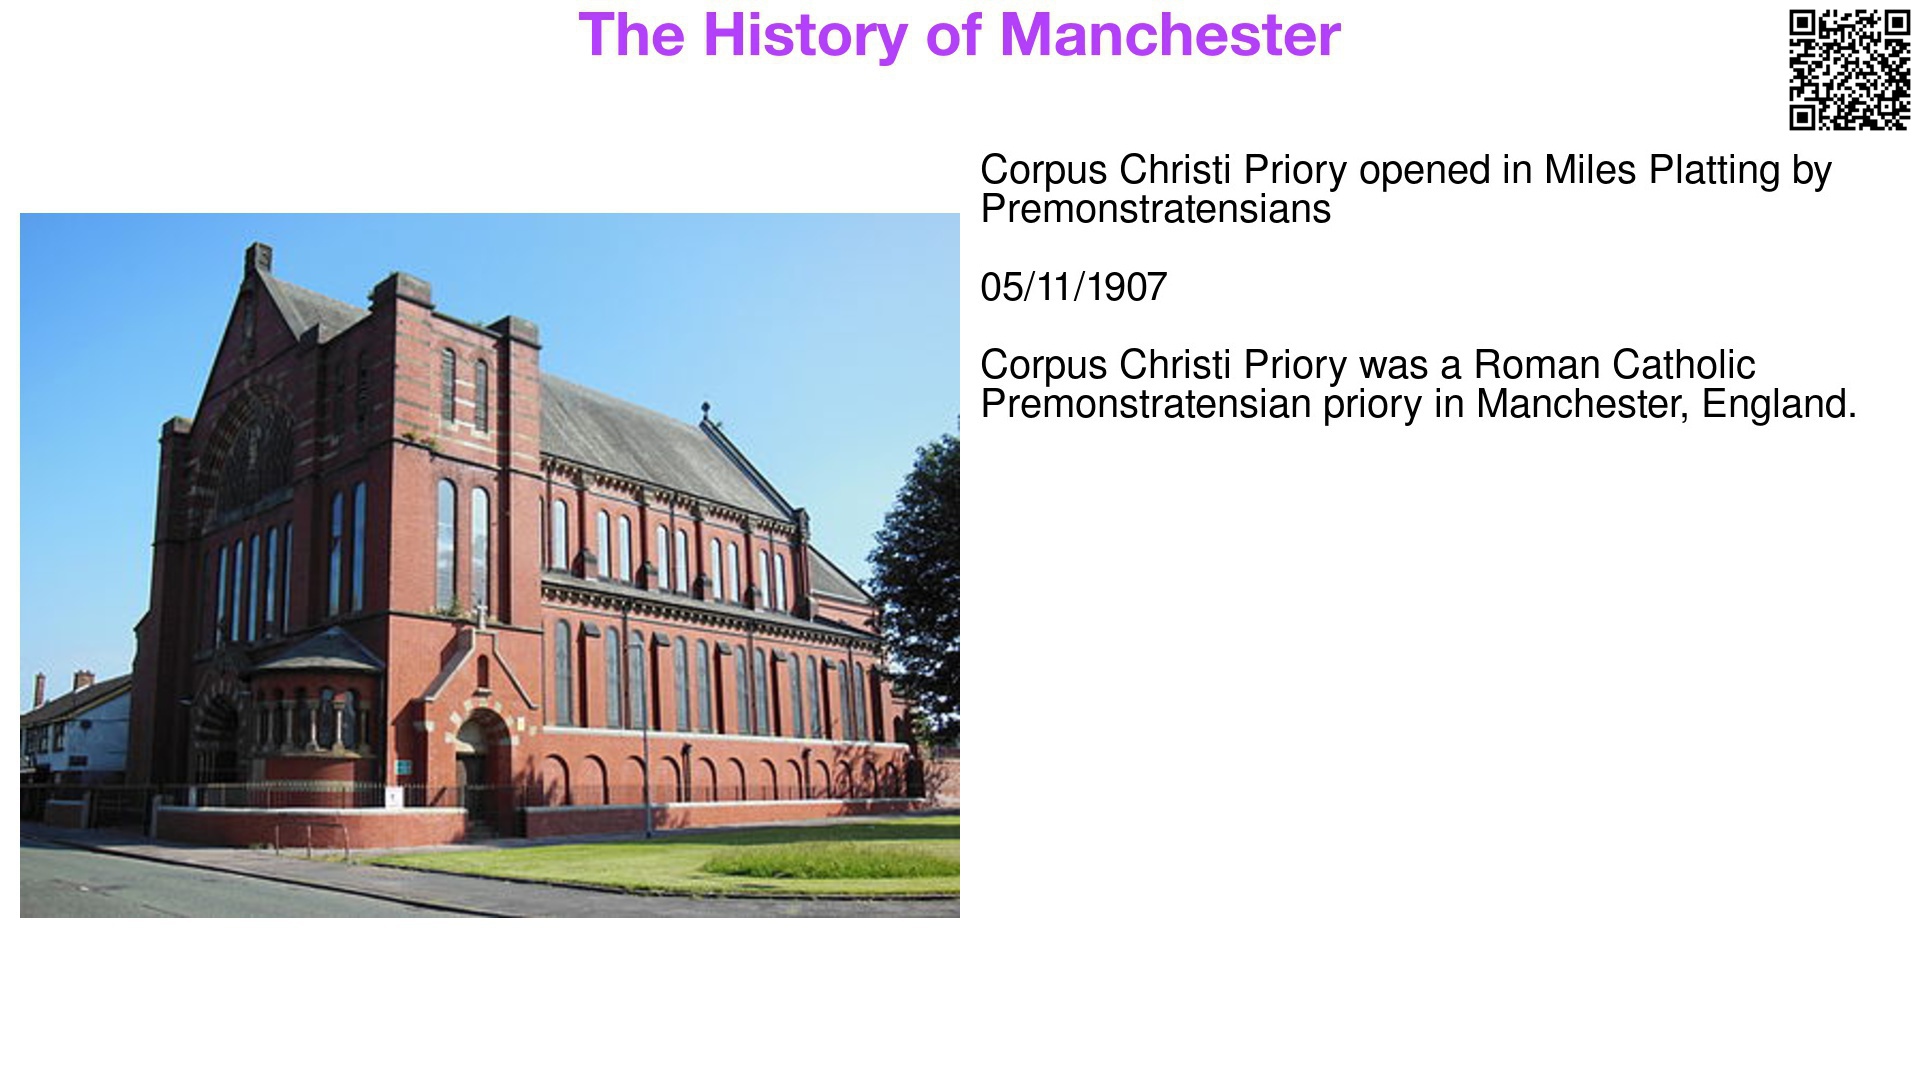 The History of Manchester
Corpus Christi Priory opened in Miles Platting by
Premonstratensians
05/11/1907
Corpus Christi Priory was a Roman Catholic
Premonstratensian priory in Manchester, England.